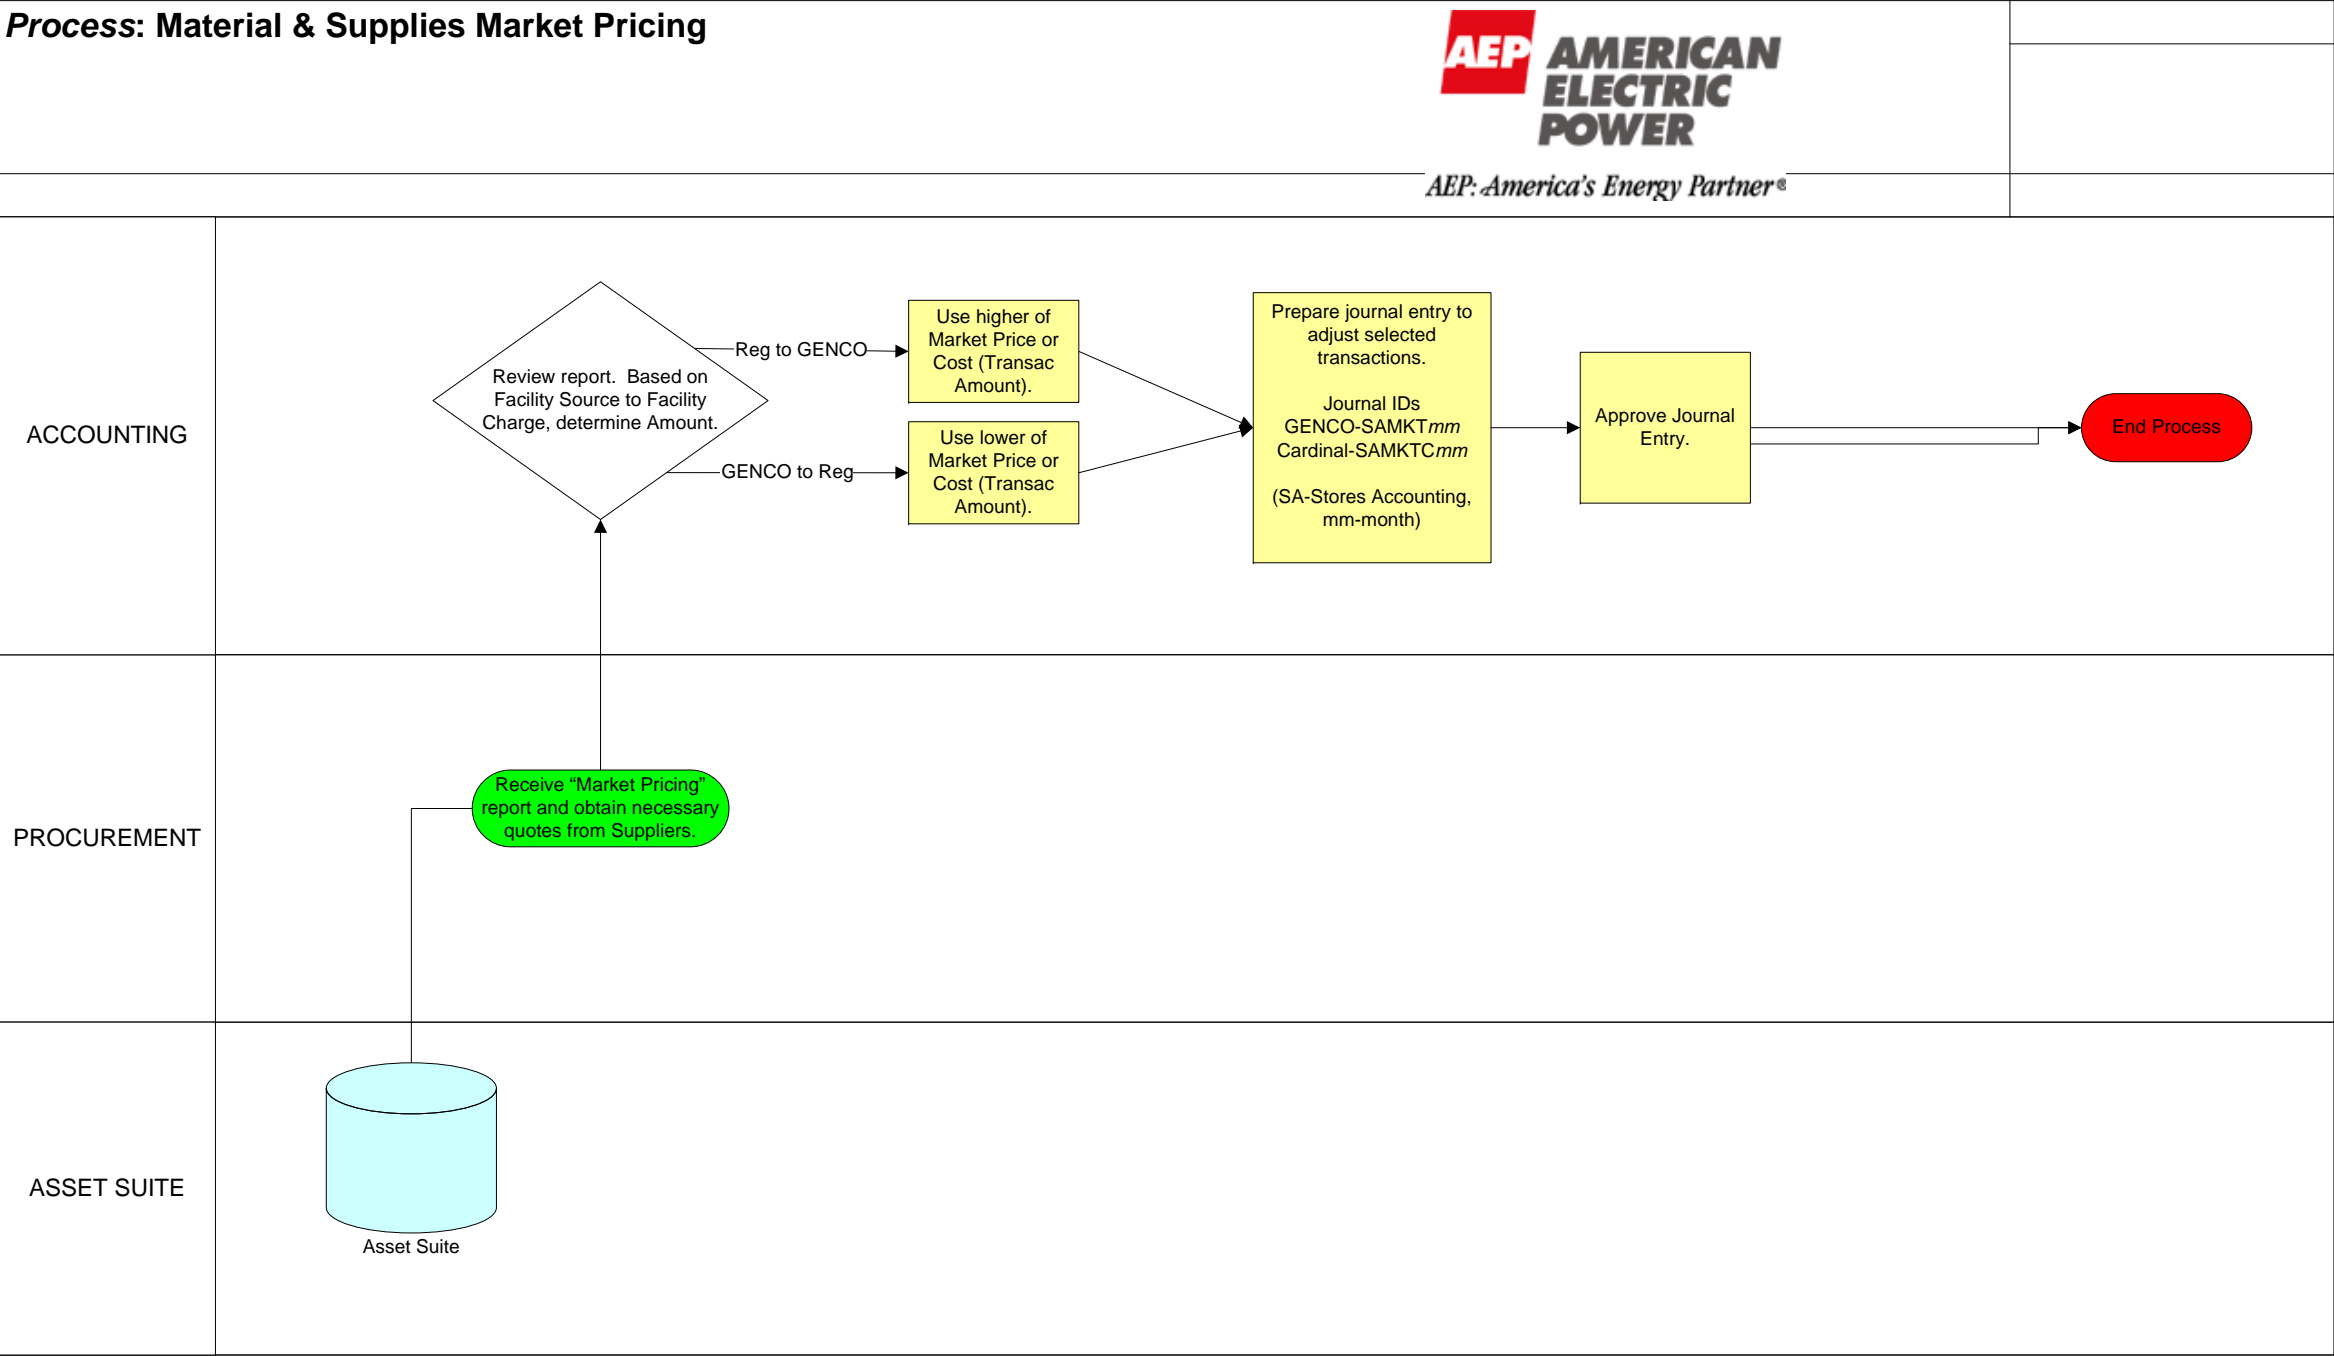 Process: Material & Supplies Market Pricing
AEP AMERICAN
ELECTRIC
POWER
AEP: America's Energy Partner®
ACCOUNTING
Review report.  Based on
Facility Source to Facility
Charge, determine Amount.
Reg to GENCO
GENCO to Reg
Use higher of
Market Price or
Cost (Transac
Amount).
Use lower of
Market Price or
Cost (Transac
Amount).
Prepare journal entry to
adjust selected
transactions.
Journal IDs
GENCO-SAMKTmm
Cardinal-SAMKTCmm
(SA-Stores Accounting,
mm-month)
Approve Journal
Entry.
End Process
PROCUREMENT
Receive “Market Pricing”
report and obtain necessary
quotes from Suppliers.
ASSET SUITE
Asset Suite